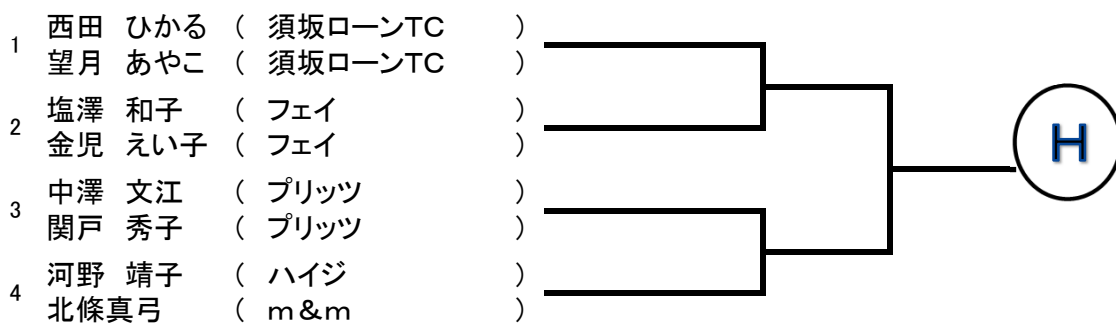 1
西田 ひかる ( 須坂ローンTC )
望月 あやこ ( 須坂ローンTC )
2
塩澤 和子 ( フェイ )
金児 えい子 ( フェイ )
3
中澤 文江 ( プリッツ )
関戸 秀子 ( プリッツ )
4
河野 靖子 ( ハイジ )
北條真弓 ( m&m )
H